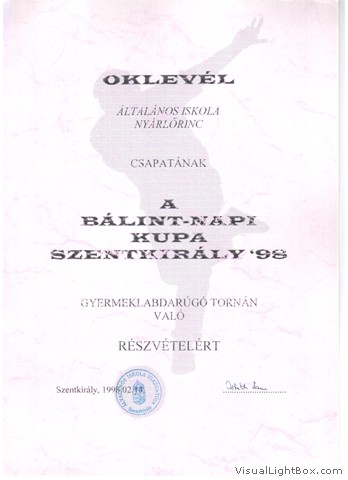 OKLEVÉL
ÁLTALÁNOS ISKOLA
NYÁRLŐRINC
CSAPATÁNAK
A
BÁLINT-NAPI
KUPA
SZENTKIRÁLY '98
GYERMEKLABDARÚGÓ TORNÁN
VALÓ
RÉSZVÉTELÉRT
Szentkirály, 1998.02.14.
VisualLightBox.com